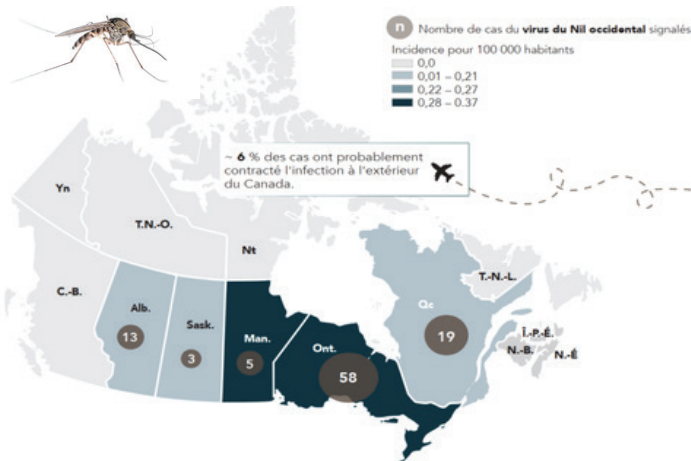 n Nombre de cas du virus du Nil occidental signalés
Incidence pour 100 000 habitants
0,0
0,01 – 0,21
0,22 – 0,27
0,28 – 0.37
~ 6 % des cas ont probablement
contracté l'infection à l'extérieur
du Canada.
Yn
T.N.-O.
Nt
C.-B.
Alb.
13
Sask.
3
Man.
5
Ont.
58
Qc
19
T.-N.-L.
Î.-P.-É.
N.-B.
N.-É